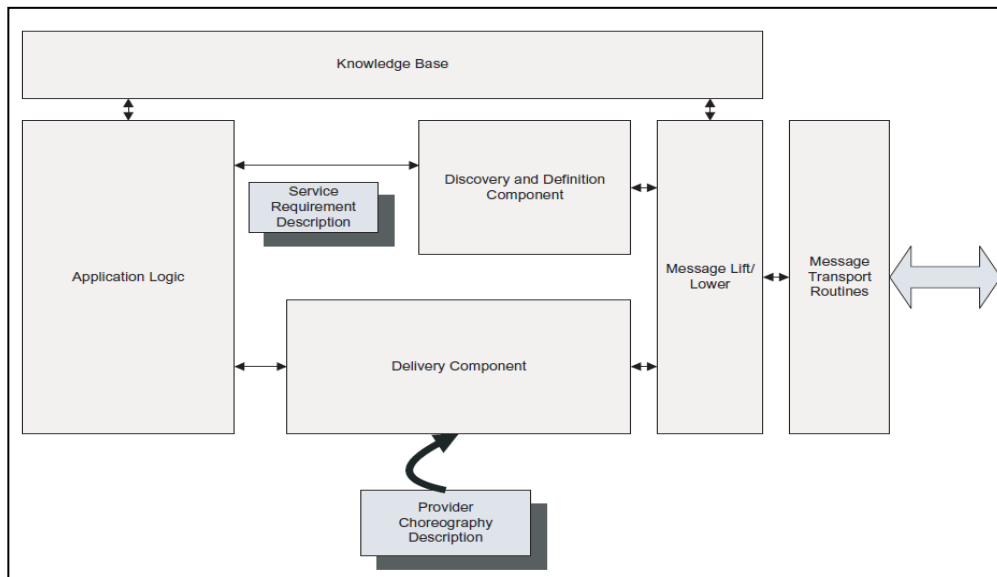 Knowledge Base
Discovery and Definition
Component
Service
Requirement
Description
Application Logic
Message Lift/
Lower
Message
Transport
Routines
Delivery Component
Provider
Choreography
Description